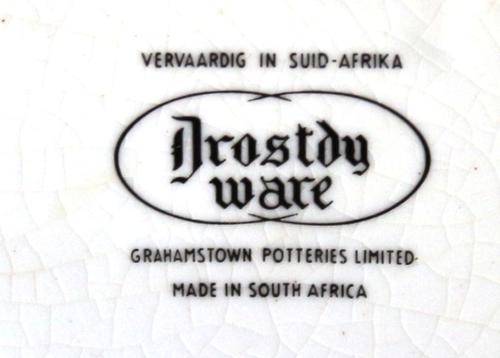 VERVAARDIG IN SUID-AFRIKA
Drostdy
ware
GRAHAMSTOWN POTTERIES LIMITED
MADE IN SOUTH AFRICA